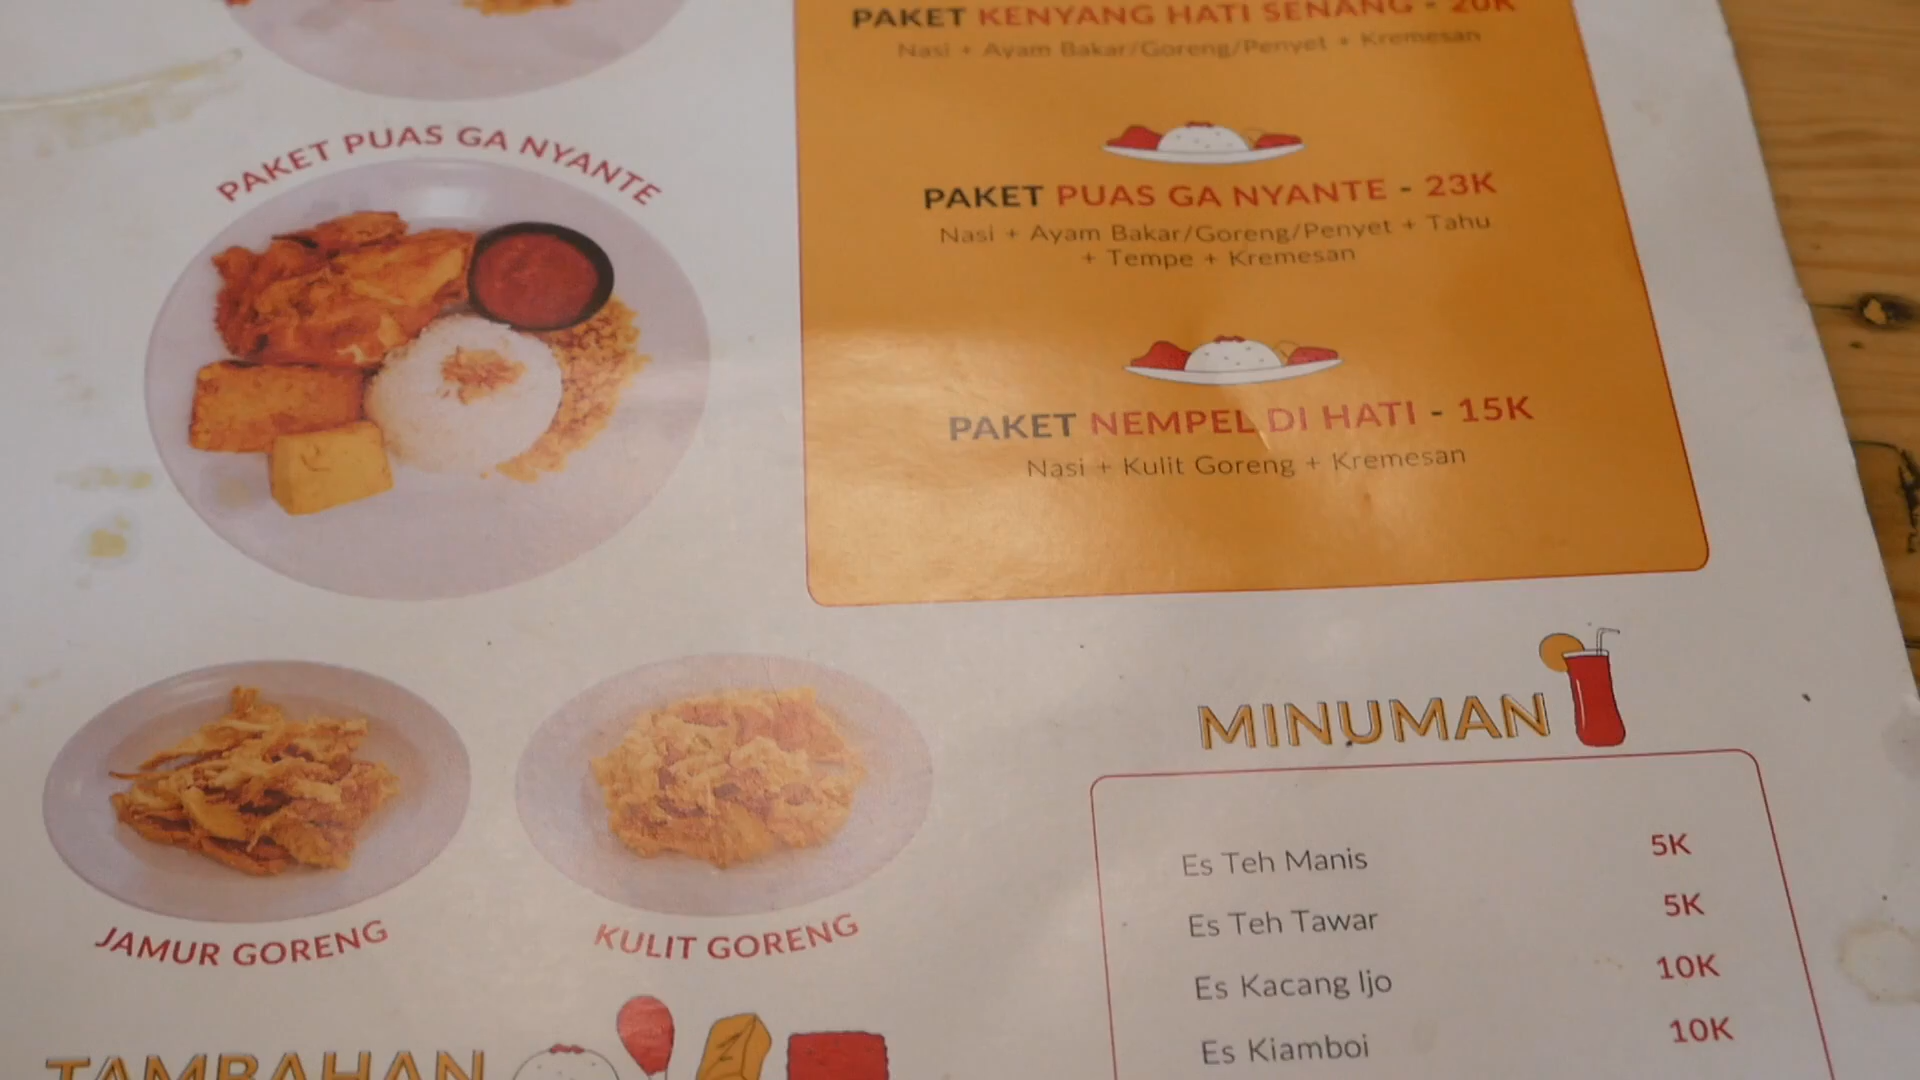 PAKET KENYANG HATI SENANG - 20K
Nasi + Ayam Bakar/Goreng/Penyet + Kremesan
PAKET PUAS GA NYANTE
PAKET PUAS GA NYANTE - 23K
Nasi + Ayam Bakar/Goreng/Penyet + Tahu
+ Tempe + Kremesan
PAKET NEMPEL DI HATI - 15K
Nasi + Kulit Goreng + Kremesan
JAMUR GORENG
KULIT GORENG
MINUMAN
Es Teh Manis 5K
Es Teh Tawar 5K
Es Kacang Ijo 10K
Es Kiamboi 10K
TAMBAHAN